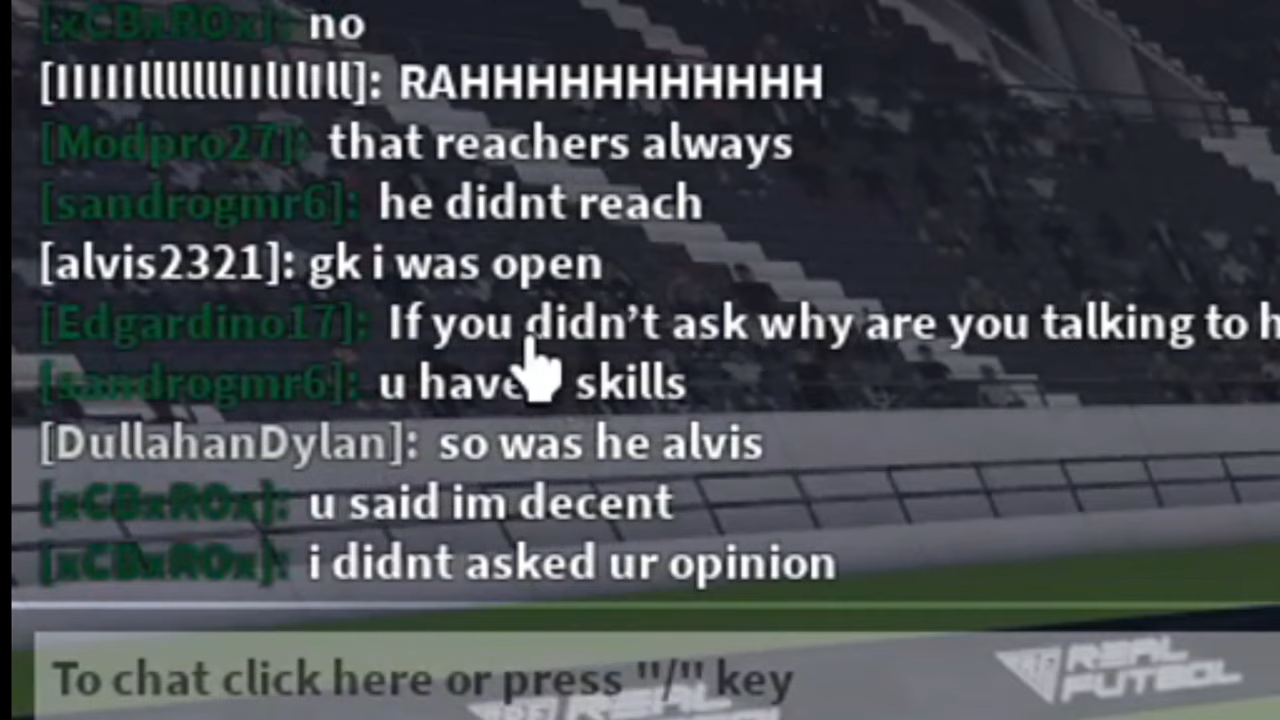 [xCBxROx]: no
[IIIIIlllllllIIlIlIll]: RAHHHHHHHHHHH
[Modpro27]: that reachers always
[sandrogmr6]: he didnt reach
[alvis2321]: gk i was open
[Edgardino17]: If you didn’t ask why are you talking to
[sandrogmr6]: u have skills
[DullahanDylan]: so was he alvis
[xCBxROx]: u said im decent
[xCBxROx]: i didnt asked ur opinion
To chat click here or press "/" key
REAL FUTBOL
REAL